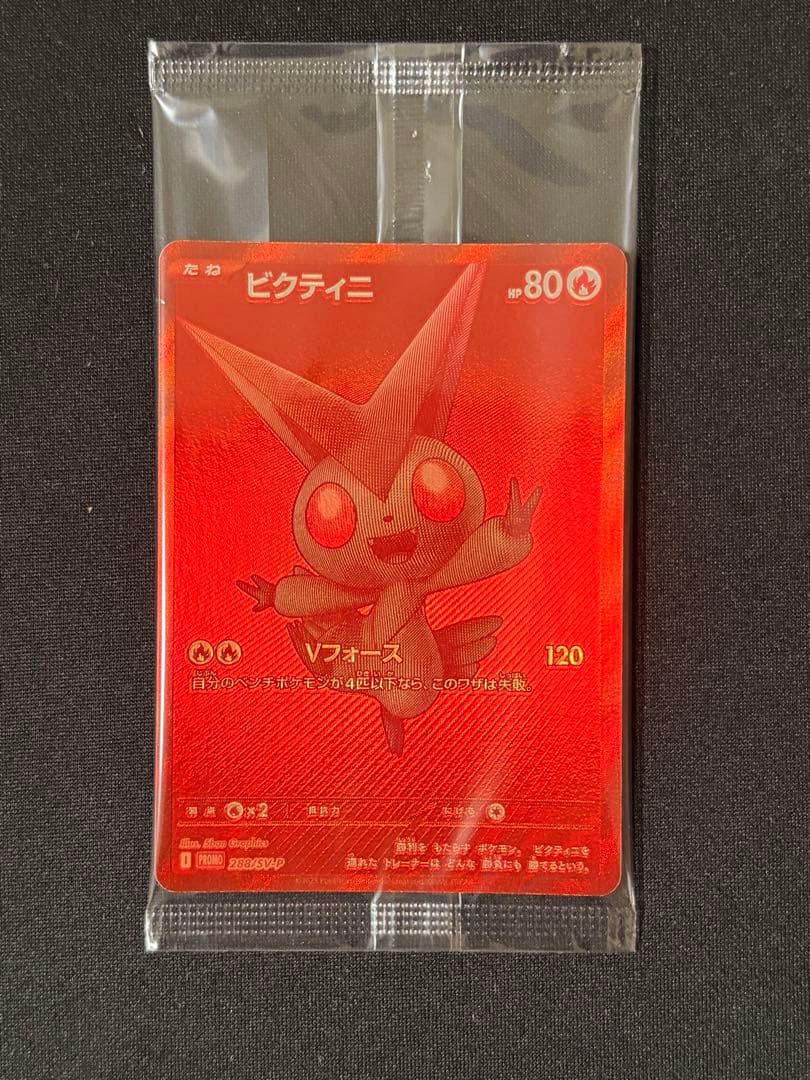 たね ビクティニ HP 80
Vフォース 120
自分のベンチポケモンが4匹以下なら、このワザは失敗。
弱点 ×2 抵抗力 にげる
Illus. 5ban Graphics
勝利を もたらす ポケモン。 ビクティニを
I PROMO 288/SV-P
連れた トレーナーは どんな 勝負にも 勝てるという。